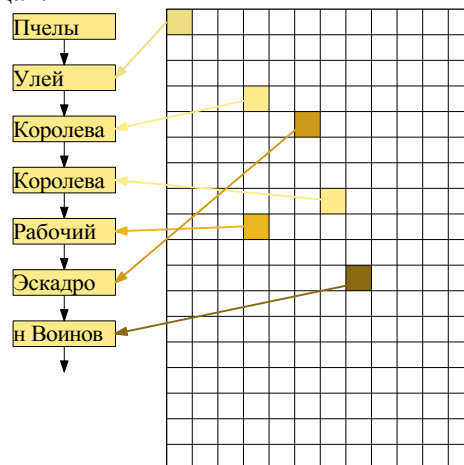 Пчелы
Улей
Королева
Королева
Рабочий
Эскадро
н Воинов